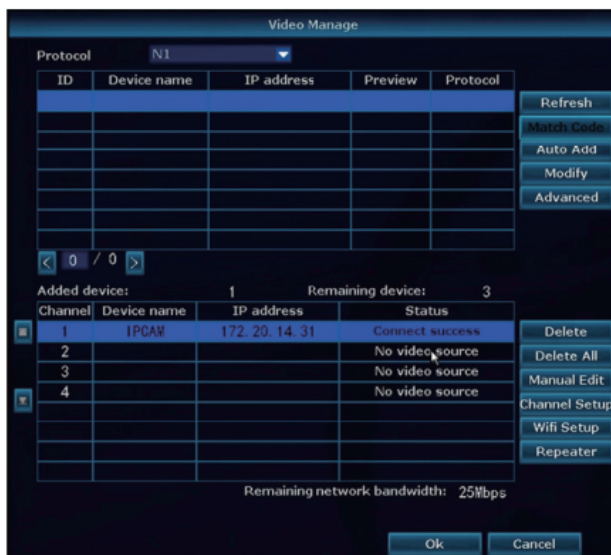 Video Manage
Protocol N1
ID Device name IP address Preview Protocol
Refresh
Match Code
Auto Add
Modify
Advanced
< 0 / 0 >
Added device: 1 Remaining device: 3
Channel Device name IP address Status
1 IPCAM 172. 20. 14. 31 Connect success Delete
2 No video source Delete All
3 No video source Manual Edit
4 No video source Channel Setup
Wifi Setup
Repeater
Remaining network bandwidth: 25Mbps
Ok Cancel